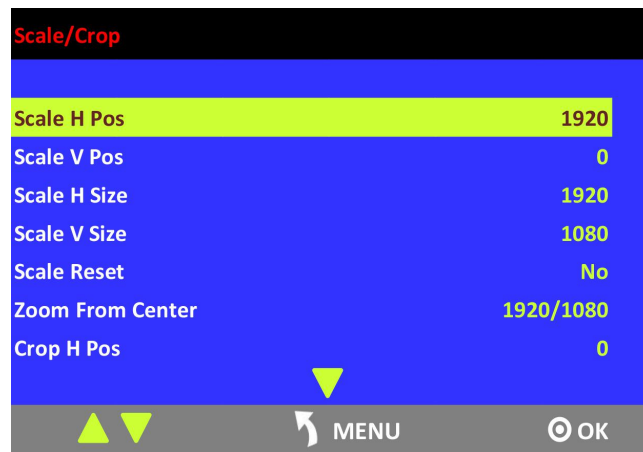 Scale/Crop
Scale H Pos 1920
Scale V Pos 0
Scale H Size 1920
Scale V Size 1080
Scale Reset No
Zoom From Center 1920/1080
Crop H Pos 0
MENU OK